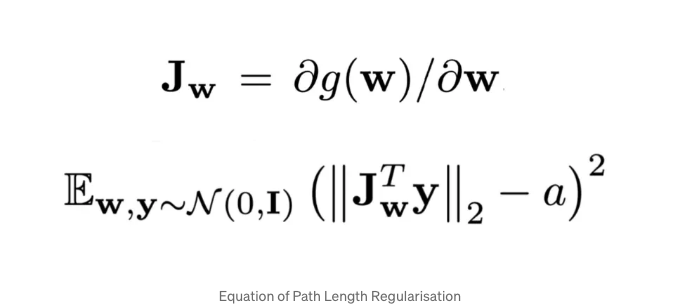 𝐉_𝐰 = ∂g(𝐰)/∂𝐰
𝔼_{𝐰,𝐲∼𝒩(0,𝐈)} (‖𝐉_𝐰^T 𝐲‖_2 − a)^2
Equation of Path Length Regularisation